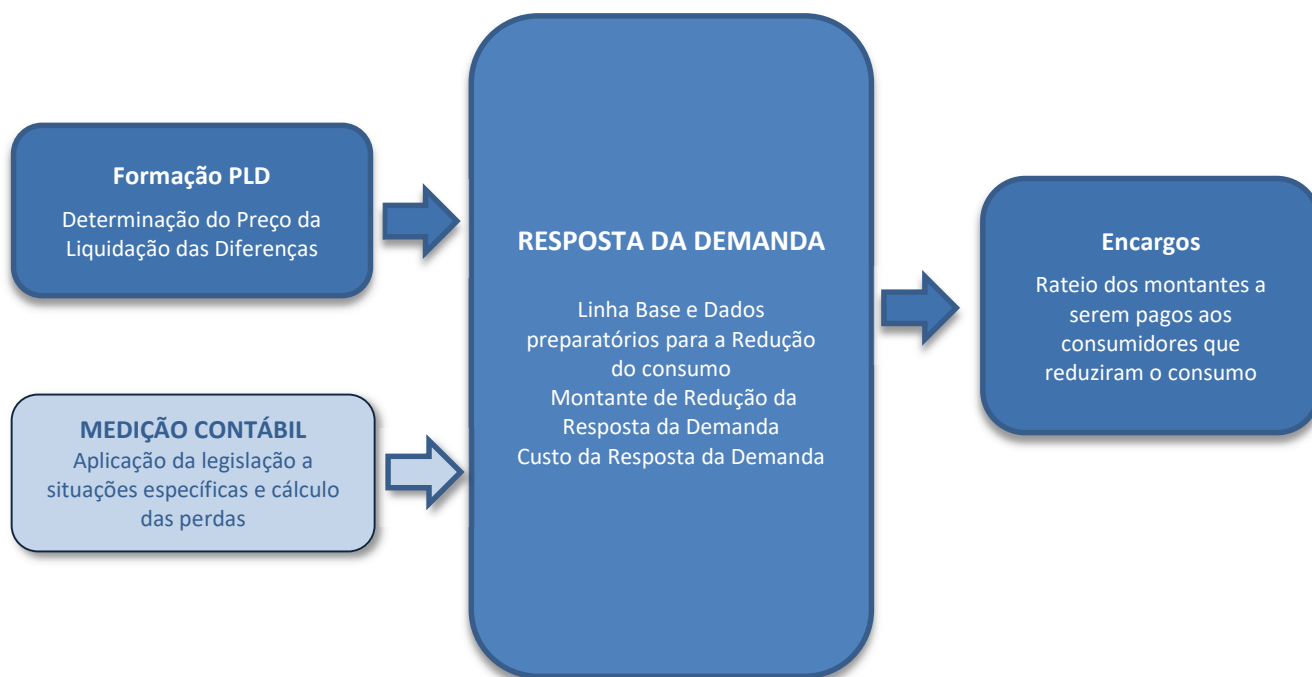 Formação PLD
Determinação do Preço da
Liquidação das Diferenças
MEDIÇÃO CONTÁBIL
Aplicação da legislação a
situações específicas e cálculo
das perdas
RESPOSTA DA DEMANDA
Linha Base e Dados
preparatórios para a Redução
do consumo
Montante de Redução da
Resposta da Demanda
Custo da Resposta da Demanda
Encargos
Rateio dos montantes a
serem pagos aos
consumidores que
reduziram o consumo